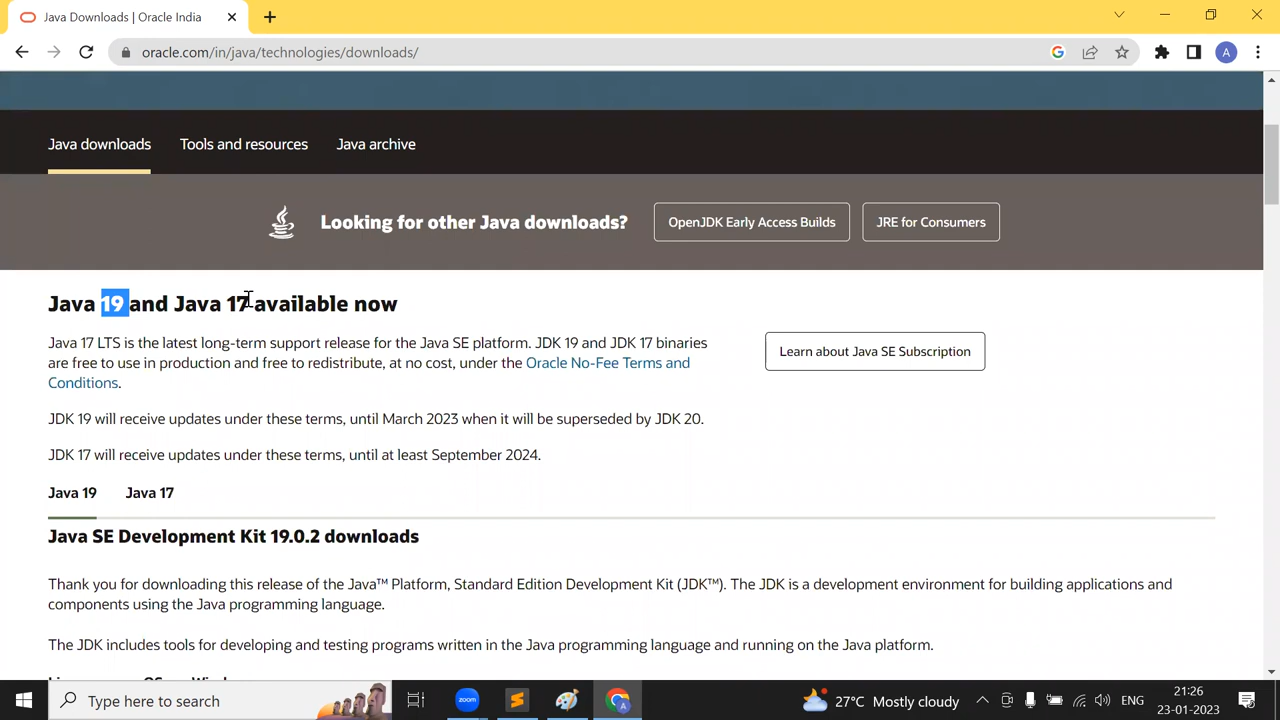 Java Downloads | Oracle India
oracle.com/in/java/technologies/downloads/
A
Java downloads Tools and resources Java archive
Looking for other Java downloads? OpenJDK Early Access Builds JRE for Consumers
Java 19 and Java 17 available now
Java 17 LTS is the latest long-term support release for the Java SE platform. JDK 19 and JDK 17 binaries
are free to use in production and free to redistribute, at no cost, under the Oracle No-Fee Terms and
Conditions.
Learn about Java SE Subscription
JDK 19 will receive updates under these terms, until March 2023 when it will be superseded by JDK 20.
JDK 17 will receive updates under these terms, until at least September 2024.
Java 19 Java 17
Java SE Development Kit 19.0.2 downloads
Thank you for downloading this release of the Java™ Platform, Standard Edition Development Kit (JDK™). The JDK is a development environment for building applications and
components using the Java programming language.
The JDK includes tools for developing and testing programs written in the Java programming language and running on the Java platform.
Type here to search
zoom
A
27°C Mostly cloudy
ENG
21:26
23-01-2023